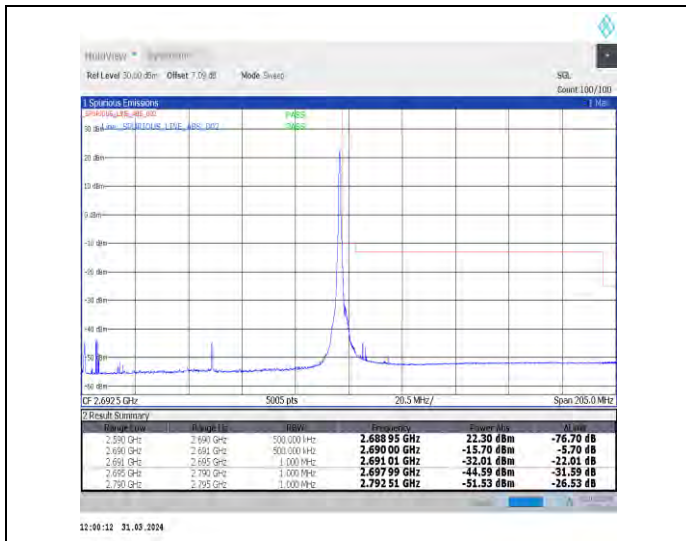 MultiView Spectrum
Ref Level 30.00 dBm Offset 7.09 dB Mode Sweep SGL
Count 100/100
1 Spurious Emissions 1 Max
_SPURIOUS_LINE_ABS_002 PASS
Line _SPURIOUS_LINE_ABS_002 PASS
30 dBm
20 dBm
10 dBm
0 dBm
-10 dBm
-20 dBm
-30 dBm
-40 dBm
-50 dBm
-60 dBm
CF 2.6925 GHz 5005 pts 20.5 MHz/ Span 205.0 MHz
2 Result Summary
Range Low Range Up RBW Frequency Power Abs ΔLimit
2.590 GHz 2.690 GHz 500.000 kHz 2.688 95 GHz 22.30 dBm -76.70 dB
2.690 GHz 2.691 GHz 500.000 kHz 2.690 00 GHz -15.70 dBm -5.70 dB
2.691 GHz 2.695 GHz 1.000 MHz 2.691 01 GHz -32.01 dBm -22.01 dB
2.695 GHz 2.790 GHz 1.000 MHz 2.697 99 GHz -44.59 dBm -31.59 dB
2.790 GHz 2.795 GHz 1.000 MHz 2.792 51 GHz -51.53 dBm -26.53 dB
12:00:12 31.03.2024